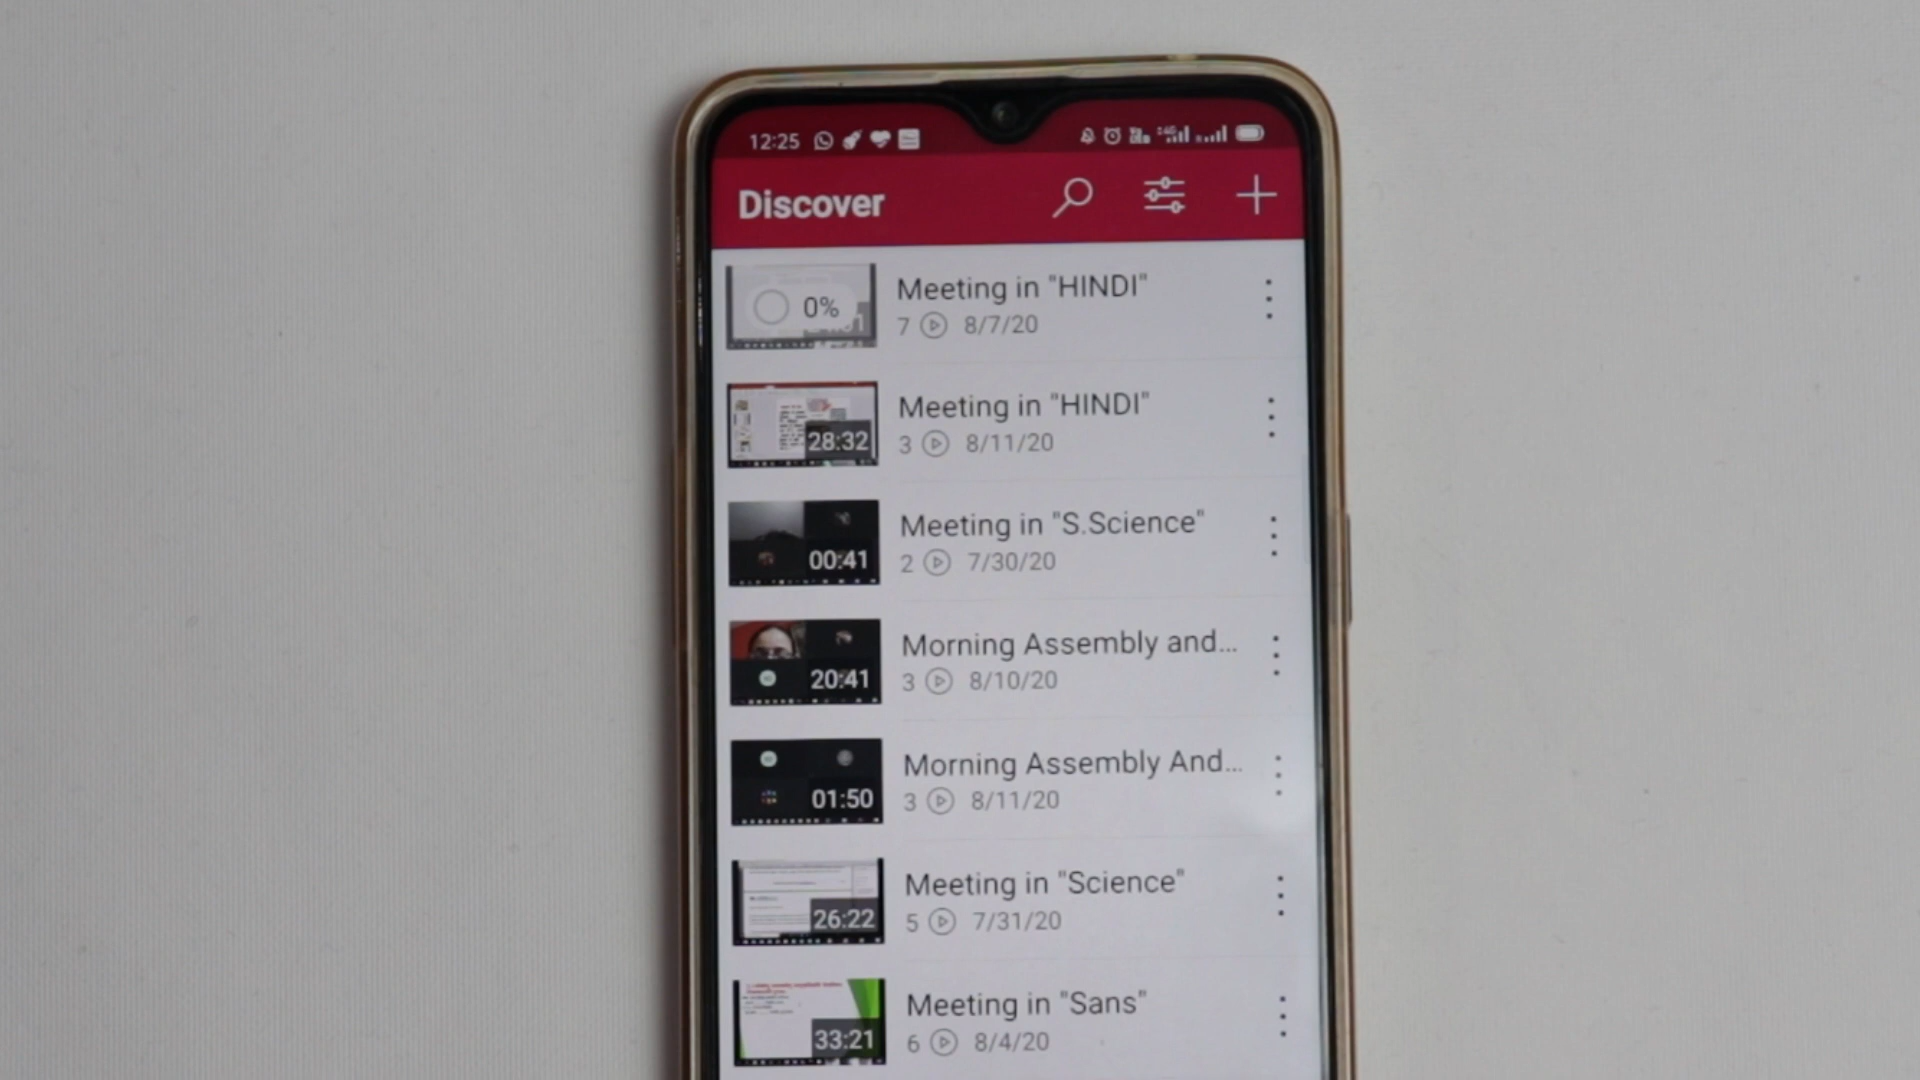 12:25
Discover
0%
Meeting in "HINDI"
7 8/7/20
28:32
Meeting in "HINDI"
3 8/11/20
00:41
Meeting in "S.Science"
2 7/30/20
20:41
Morning Assembly and...
3 8/10/20
01:50
Morning Assembly And...
3 8/11/20
26:22
Meeting in "Science"
5 7/31/20
33:21
Meeting in "Sans"
6 8/4/20